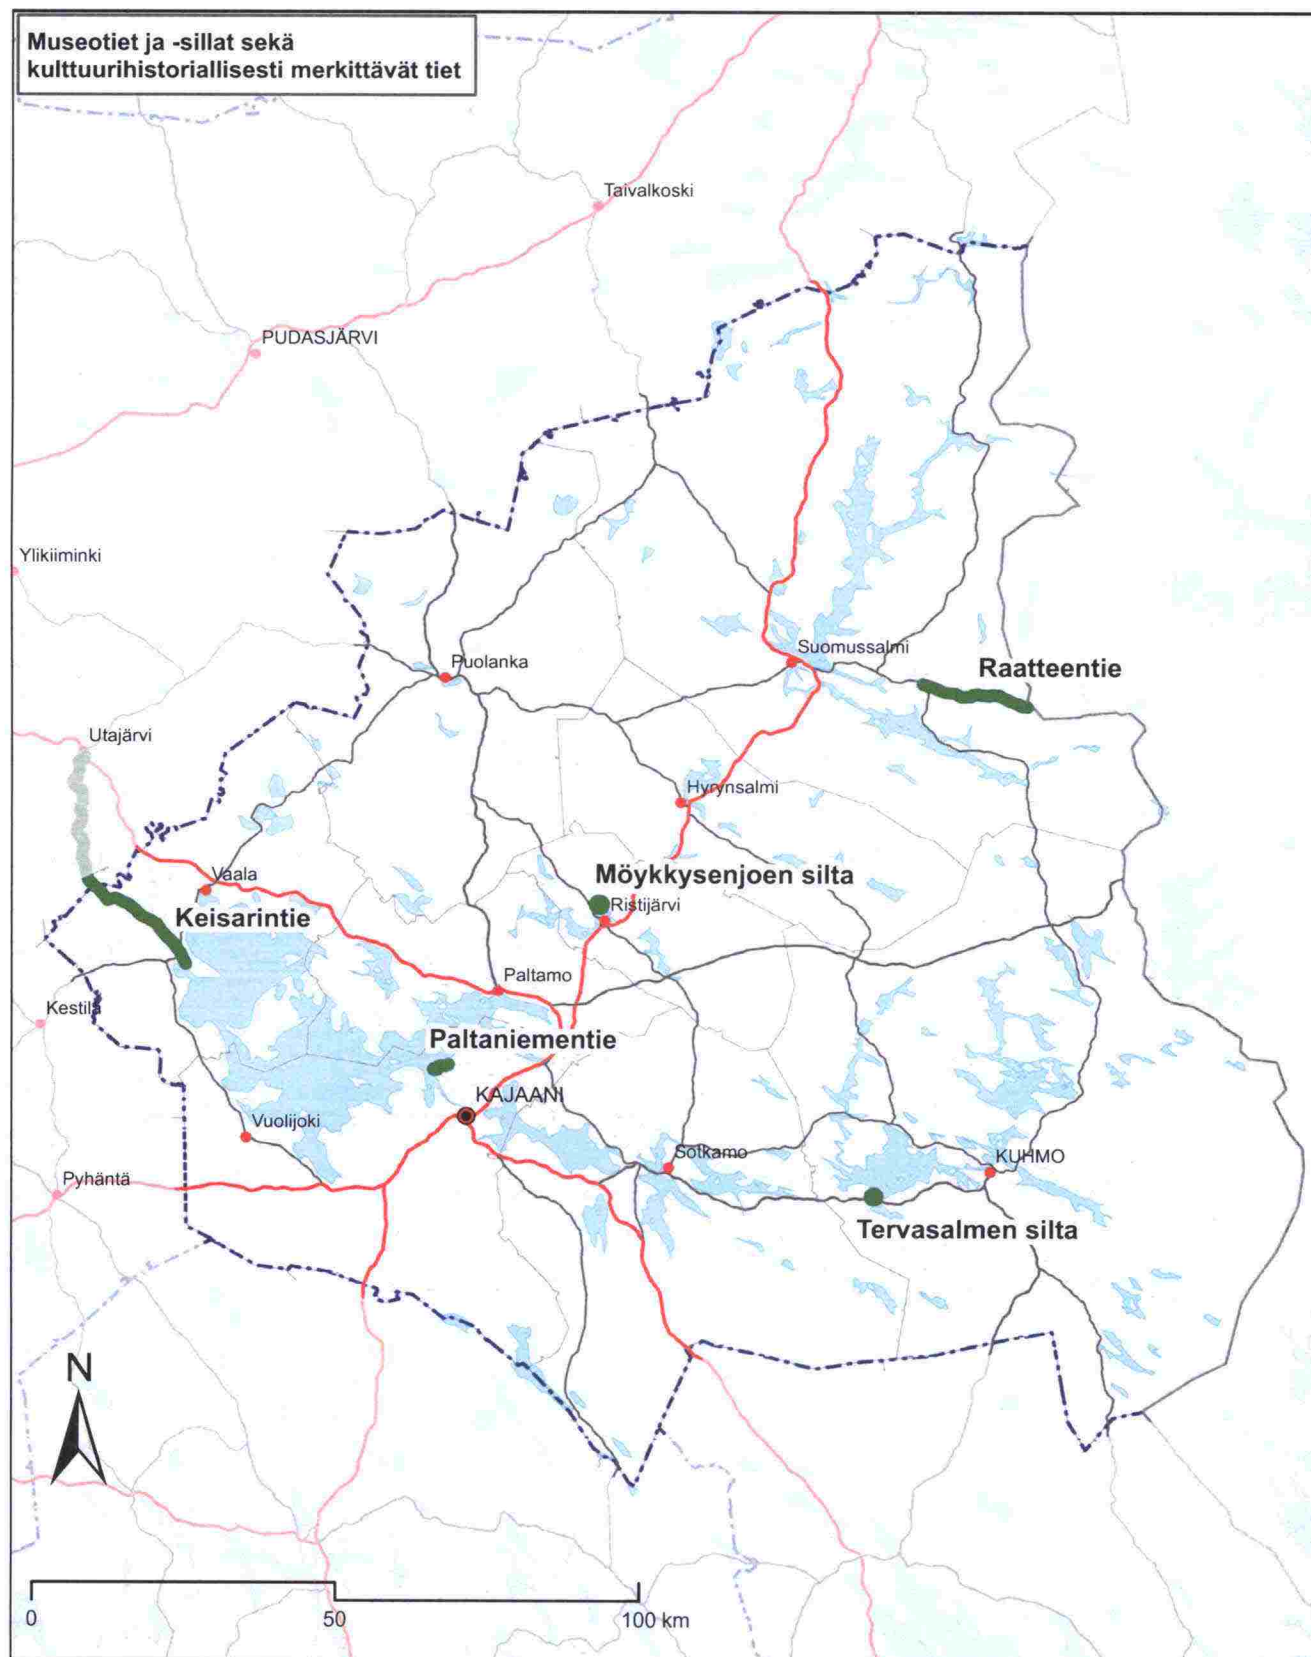 Museotiet ja -sillat sekä
kulttuurihistoriallisesti merkittävät tiet
Taivalkoski
PUDASJÄRVI
Ylikiiminki
Puolanka
Suomussalmi
Raatteentie
Utajärvi
Hyrynsalmi
Vaala
Möykkysenjoen silta
Keisarintie
Ristijärvi
Paltamo
Kestilä
Paltaniementie
KAJAANI
Vuolijoki
Sotkamo
KUHMO
Pyhäntä
Tervasalmen silta
N
0 50 100 km